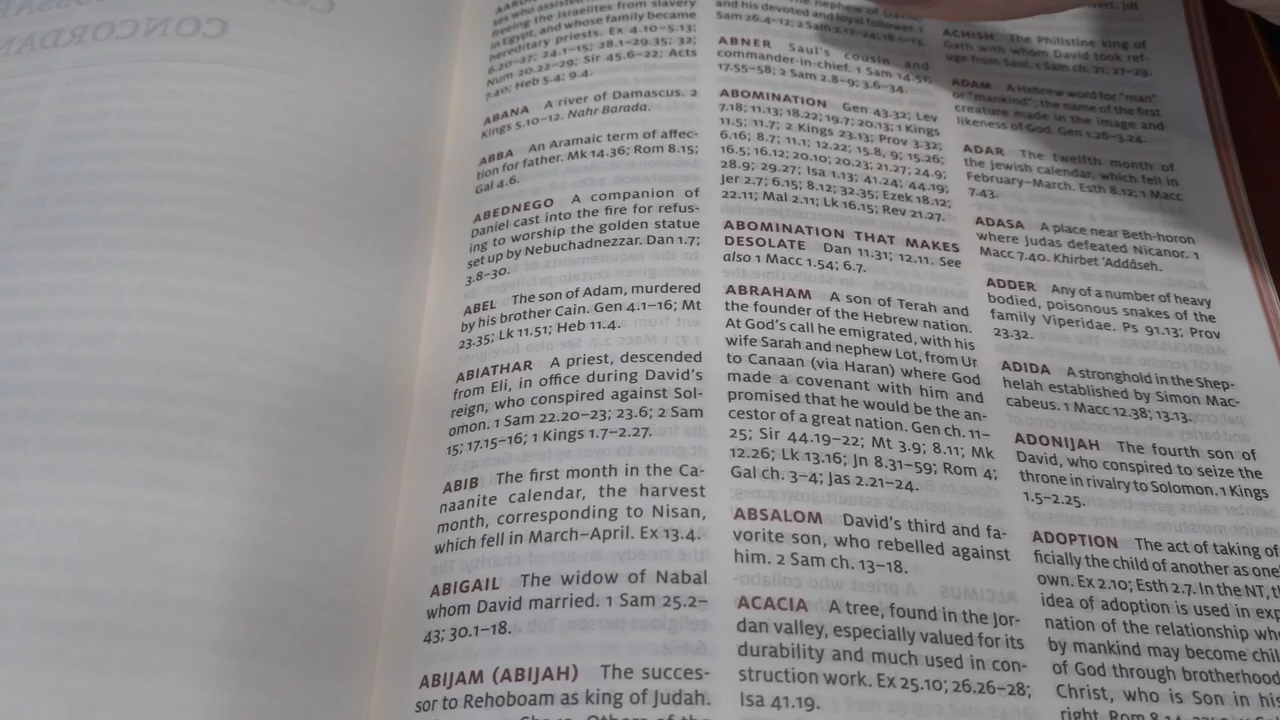 CONCORDAN
AARON
ses who assisted
freeing the Israelites from slavery
in Egypt, and whose family became
hereditary priests. Ex 4.10–5.13;
6.20–27; 24.1–15; 28.1–29.35; 32;
Num 20.22–29; Sir 45.6–22; Acts
7.40; Heb 5.4; 9.4.
ABANA A river of Damascus. 2
Kings 5.10–12. Nahr Barada.
ABBA An Aramaic term of affec-
tion for father. Mk 14.36; Rom 8.15;
Gal 4.6.
ABEDNEGO A companion of
Daniel cast into the fire for refus-
ing to worship the golden statue
set up by Nebuchadnezzar. Dan 1.7;
3.8–30.
ABEL The son of Adam, murdered
by his brother Cain. Gen 4.1–16; Mt
23.35; Lk 11.51; Heb 11.4.
ABIATHAR A priest, descended
from Eli, in office during David's
reign, who conspired against Sol-
omon. 1 Sam 22.20–23; 23.6; 2 Sam
15; 17.15–16; 1 Kings 1.7–2.27.
ABIB The first month in the Ca-
naanite calendar, the harvest
month, corresponding to Nisan,
which fell in March–April. Ex 13.4.
ABIGAIL The widow of Nabal
whom David married. 1 Sam 25.2–
43; 30.1–18.
ABIJAM (ABIJAH) The succes-
sor to Rehoboam as king of Judah.
Others of the
nephew of David
and his devoted and loyal follower. 1
Sam 26.4–12; 2 Sam 2.17–24; 18.1–15.
ABNER Saul's cousin and
commander-in-chief. 1 Sam 14.51;
17.55–58; 2 Sam 2.8–9; 3.6–34.
ABOMINATION Gen 43.32; Lev
7.18; 11.13; 18.22; 19.7; 20.13; 1 Kings
11.5; 11.7; 2 Kings 23.13; Prov 3.32;
6.16; 8.7; 11.1; 12.22; 15.8, 9; 15.26;
16.5; 16.12; 20.10; 20.23; 21.27; 24.9;
28.9; 29.27; Isa 1.13; 41.24; 44.19;
Jer 2.7; 6.15; 8.12; 32.35; Ezek 18.12;
22.11; Mal 2.11; Lk 16.15; Rev 21.27.
ABOMINATION THAT MAKES
DESOLATE Dan 11.31; 12.11. See
also 1 Macc 1.54; 6.7.
ABRAHAM A son of Terah and
the founder of the Hebrew nation.
At God's call he emigrated, with his
wife Sarah and nephew Lot, from Ur
to Canaan (via Haran) where God
made a covenant with him and
promised that he would be the an-
cestor of a great nation. Gen ch. 11–
25; Sir 44.19–22; Mt 3.9; 8.11; Mk
12.26; Lk 13.16; Jn 8.31–59; Rom 4;
Gal ch. 3–4; Jas 2.21–24.
ABSALOM David's third and fa-
vorite son, who rebelled against
him. 2 Sam ch. 13–18.
ACACIA A tree, found in the Jor-
dan valley, especially valued for its
durability and much used in con-
struction work. Ex 25.10; 26.26–28;
Isa 41.19.
ACHISH The Philistine king of
Gath with whom David took ref-
uge from Saul. 1 Sam ch. 21; 27–29.
ADAM A Hebrew word for "man"
or "mankind"; the name of the first
creature made in the image and
likeness of God. Gen 1.26–3.24.
ADAR The twelfth month of
the Jewish calendar, which fell in
February–March. Esth 8.12; 1 Macc
7.43.
ADASA A place near Beth-horon
where Judas defeated Nicanor. 1
Macc 7.40. Khirbet 'Addâseh.
ADDER Any of a number of heavy
bodied, poisonous snakes of the
family Viperidae. Ps 91.13; Prov
23.32.
ADIDA A stronghold in the Shep-
helah established by Simon Mac-
cabeus. 1 Macc 12.38; 13.13.
ADONIJAH The fourth son of
David, who conspired to seize the
throne in rivalry to Solomon. 1 Kings
1.5–2.25.
ADOPTION The act of taking of-
ficially the child of another as one
own. Ex 2.10; Esth 2.7. In the NT, t
idea of adoption is used in exp
nation of the relationship wh
by mankind may become chil
of God through brotherhood
Christ, who is Son in hi
right. Rom